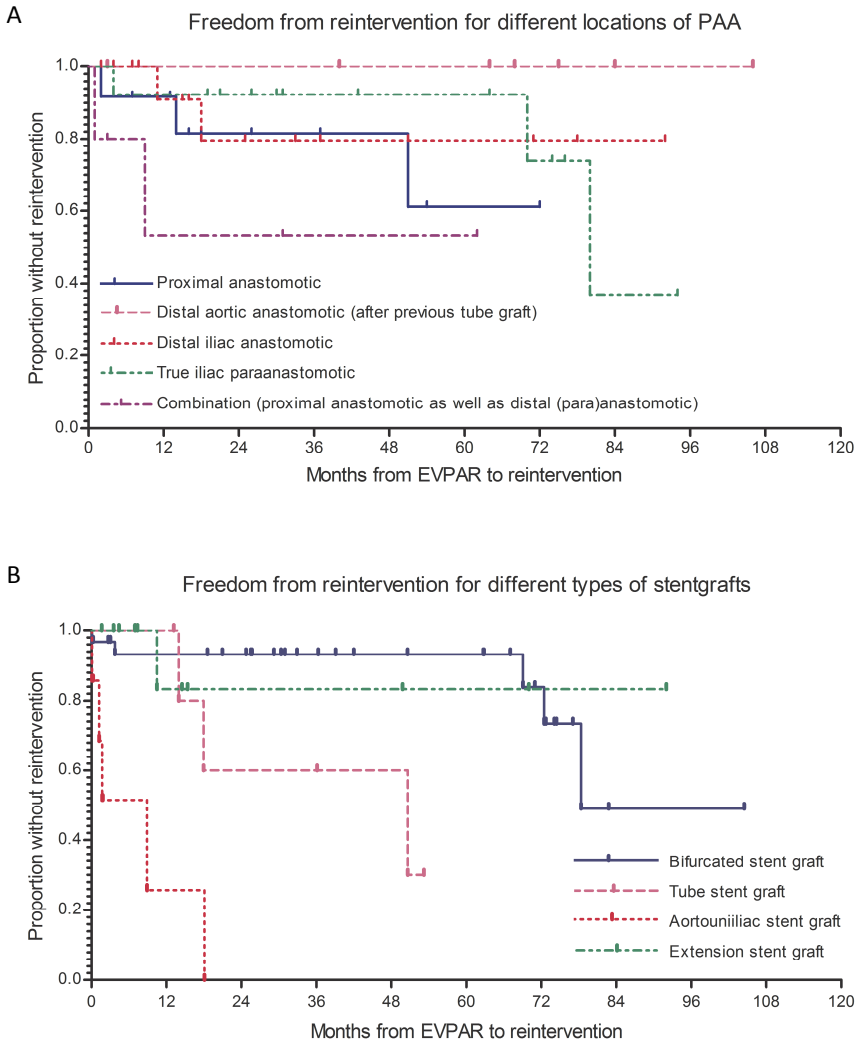 A
Freedom from reintervention for different locations of PAA
Proportion without reintervention
1.0
0.8
0.6
0.4
0.2
0.0
Proximal anastomotic
Distal aortic anastomotic (after previous tube graft)
Distal iliac anastomotic
True iliac paraanastomotic
Combination (proximal anastomotic as well as distal (para)anastomotic)
0 12 24 36 48 60 72 84 96 108 120
Months from EVPAR to reintervention
B
Freedom from reintervention for different types of stentgrafts
Proportion without reintervention
1.0
0.8
0.6
0.4
0.2
0.0
Bifurcated stent graft
Tube stent graft
Aortouniiliac stent graft
Extension stent graft
0 12 24 36 48 60 72 84 96 108 120
Months from EVPAR to reintervention